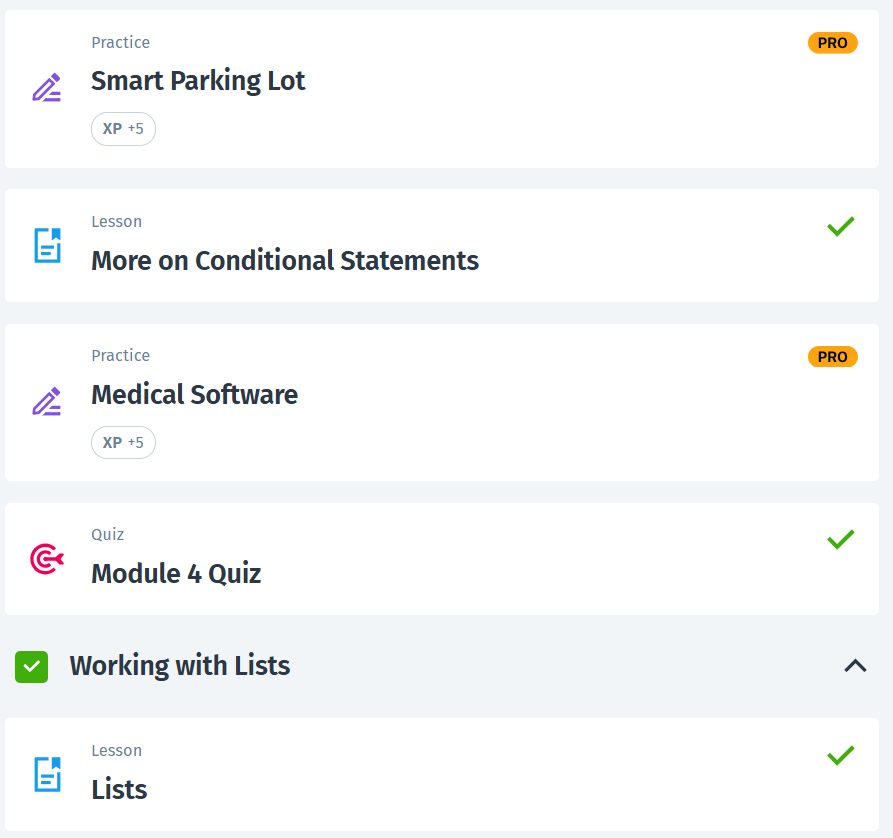 Practice
PRO
Smart Parking Lot
XP +5
Lesson
More on Conditional Statements
Practice
PRO
Medical Software
XP +5
Quiz
Module 4 Quiz
Working with Lists
Lesson
Lists